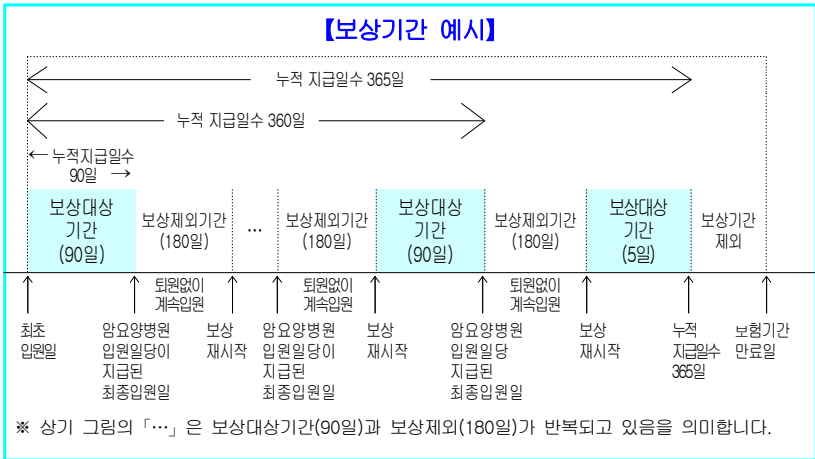 【보상기간 예시】
누적 지급일수 365일
누적 지급일수 360일
← 누적지급일수
90일 →
보상대상
기간
(90일)
보상제외기간
(180일)
…
보상제외기간
(180일)
보상대상
기간
(90일)
보상제외기간
(180일)
보상대상
기간
(5일)
보상기간
제외
퇴원없이
계속입원
퇴원없이
계속입원
퇴원없이
계속입원
최초
입원일
암요양병원
입원일당이
지급된
최종입원일
보상
재시작
암요양병원
입원일당이
지급된
최종입원일
보상
재시작
암요양병원
입원일당
지급된
최종입원일
보상
재시작
누적
지급일수
365일
보험기간
만료일
※ 상기 그림의「…」은 보상대상기간(90일)과 보상제외(180일)가 반복되고 있음을 의미합니다.